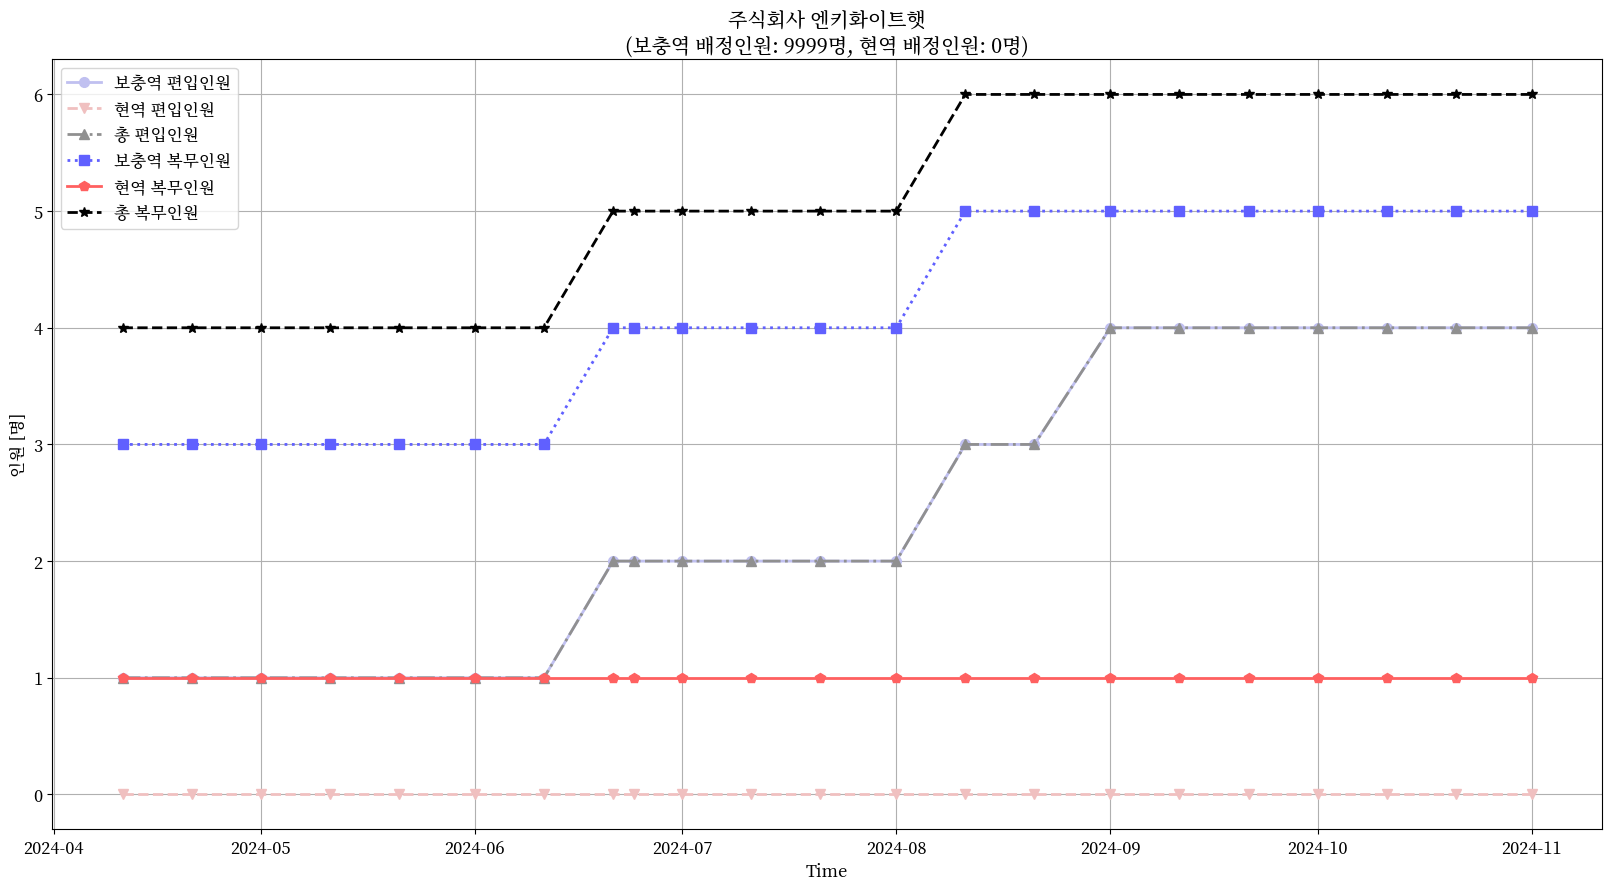 주식회사 엔키화이트햇
(보충역 배정인원: 9999명, 현역 배정인원: 0명)
보충역 편입인원
현역 편입인원
총 편입인원
보충역 복무인원
현역 복무인원
총 복무인원
6
5
4
3
2
1
0
인원 [명]
2024-04 2024-05 2024-06 2024-07 2024-08 2024-09 2024-10 2024-11
Time